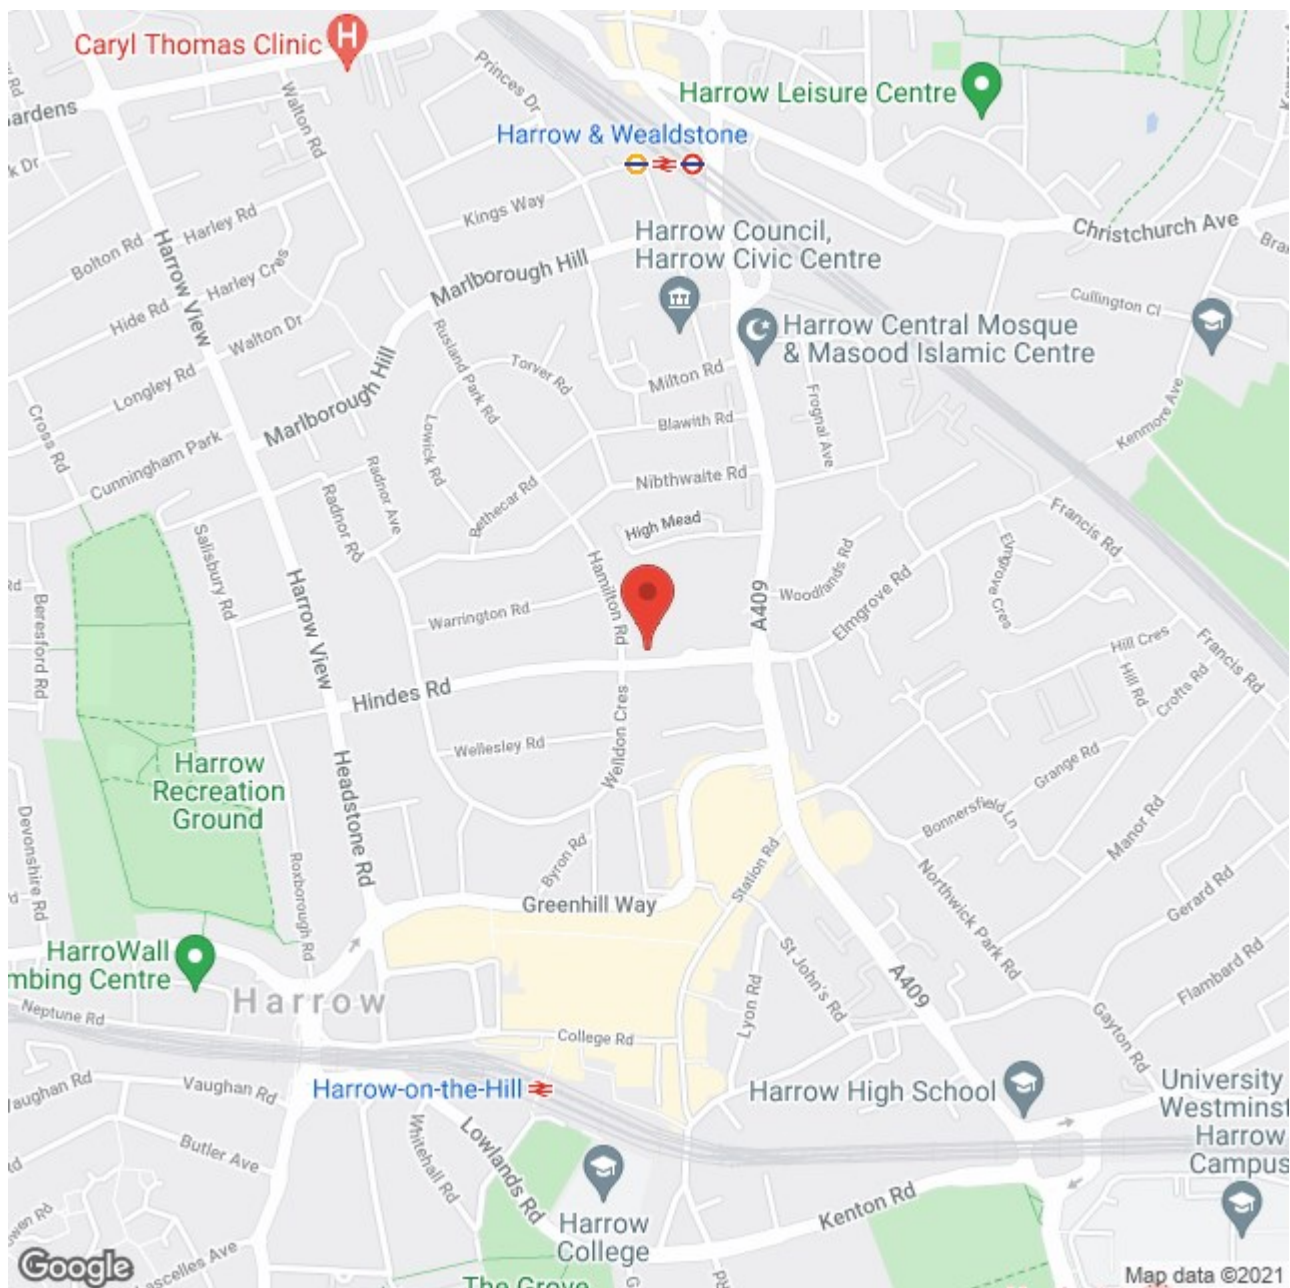 Caryl Thomas Clinic
H
Princes Dr
Harrow Leisure Centre
ardens
Walton Rd
Harrow & Wealdstone
k Dr
Kings Way
Harley Rd
Christchurch Ave
Bolton Rd
Harrow View
Harrow Council,
Harrow Civic Centre
Marlborough Hill
Harley Cres
Cullington Cl
Hide Rd
Walton Dr
Rusland Park Rd
Harrow Central Mosque
& Masood Islamic Centre
Torver Rd
Longley Rd
Marlborough Hill
Milton Rd
Frognal Ave
Kenmore Ave
Cross Rd
Lowick Rd
Blawith Rd
Cunningham Park
Radnor Ave
Nibthwaite Rd
Radnor Rd
Bethecar Rd
High Mead
Francis Rd
Salisbury Rd
Hamilton Rd
Woodlands Rd
Elmgrove Cres
Rd
Beresford Rd
Harrow View
Warrington Rd
A409
Elmgrove Rd
Hill Cres
Francis Rd
Hindes Rd
Welldon Cres
Hill Rd
Crofts Rd
Wellesley Rd
Grange Rd
Harrow
Recreation
Ground
Headstone Rd
Bonnersfield Ln
Manor Rd
Devonshire Rd
Roxborough Rd
Byron Rd
Station Rd
Northwick Park Rd
Gerard Rd
Greenhill Way
HarroWall
mbing Centre
St John's Rd
Flambard Rd
Harrow
Lyon Rd
A409
Neptune Rd
College Rd
Gayton Rd
Vaughan Rd
Vaughan Rd
Harrow-on-the-Hill
Harrow High School
University
Westminst
Harrow
Campus
Butler Ave
Whitehall Rd
Lowlands Rd
Kenton Rd
Harrow
College
Lascelles Ave
Google
The Grove
Map data ©2021